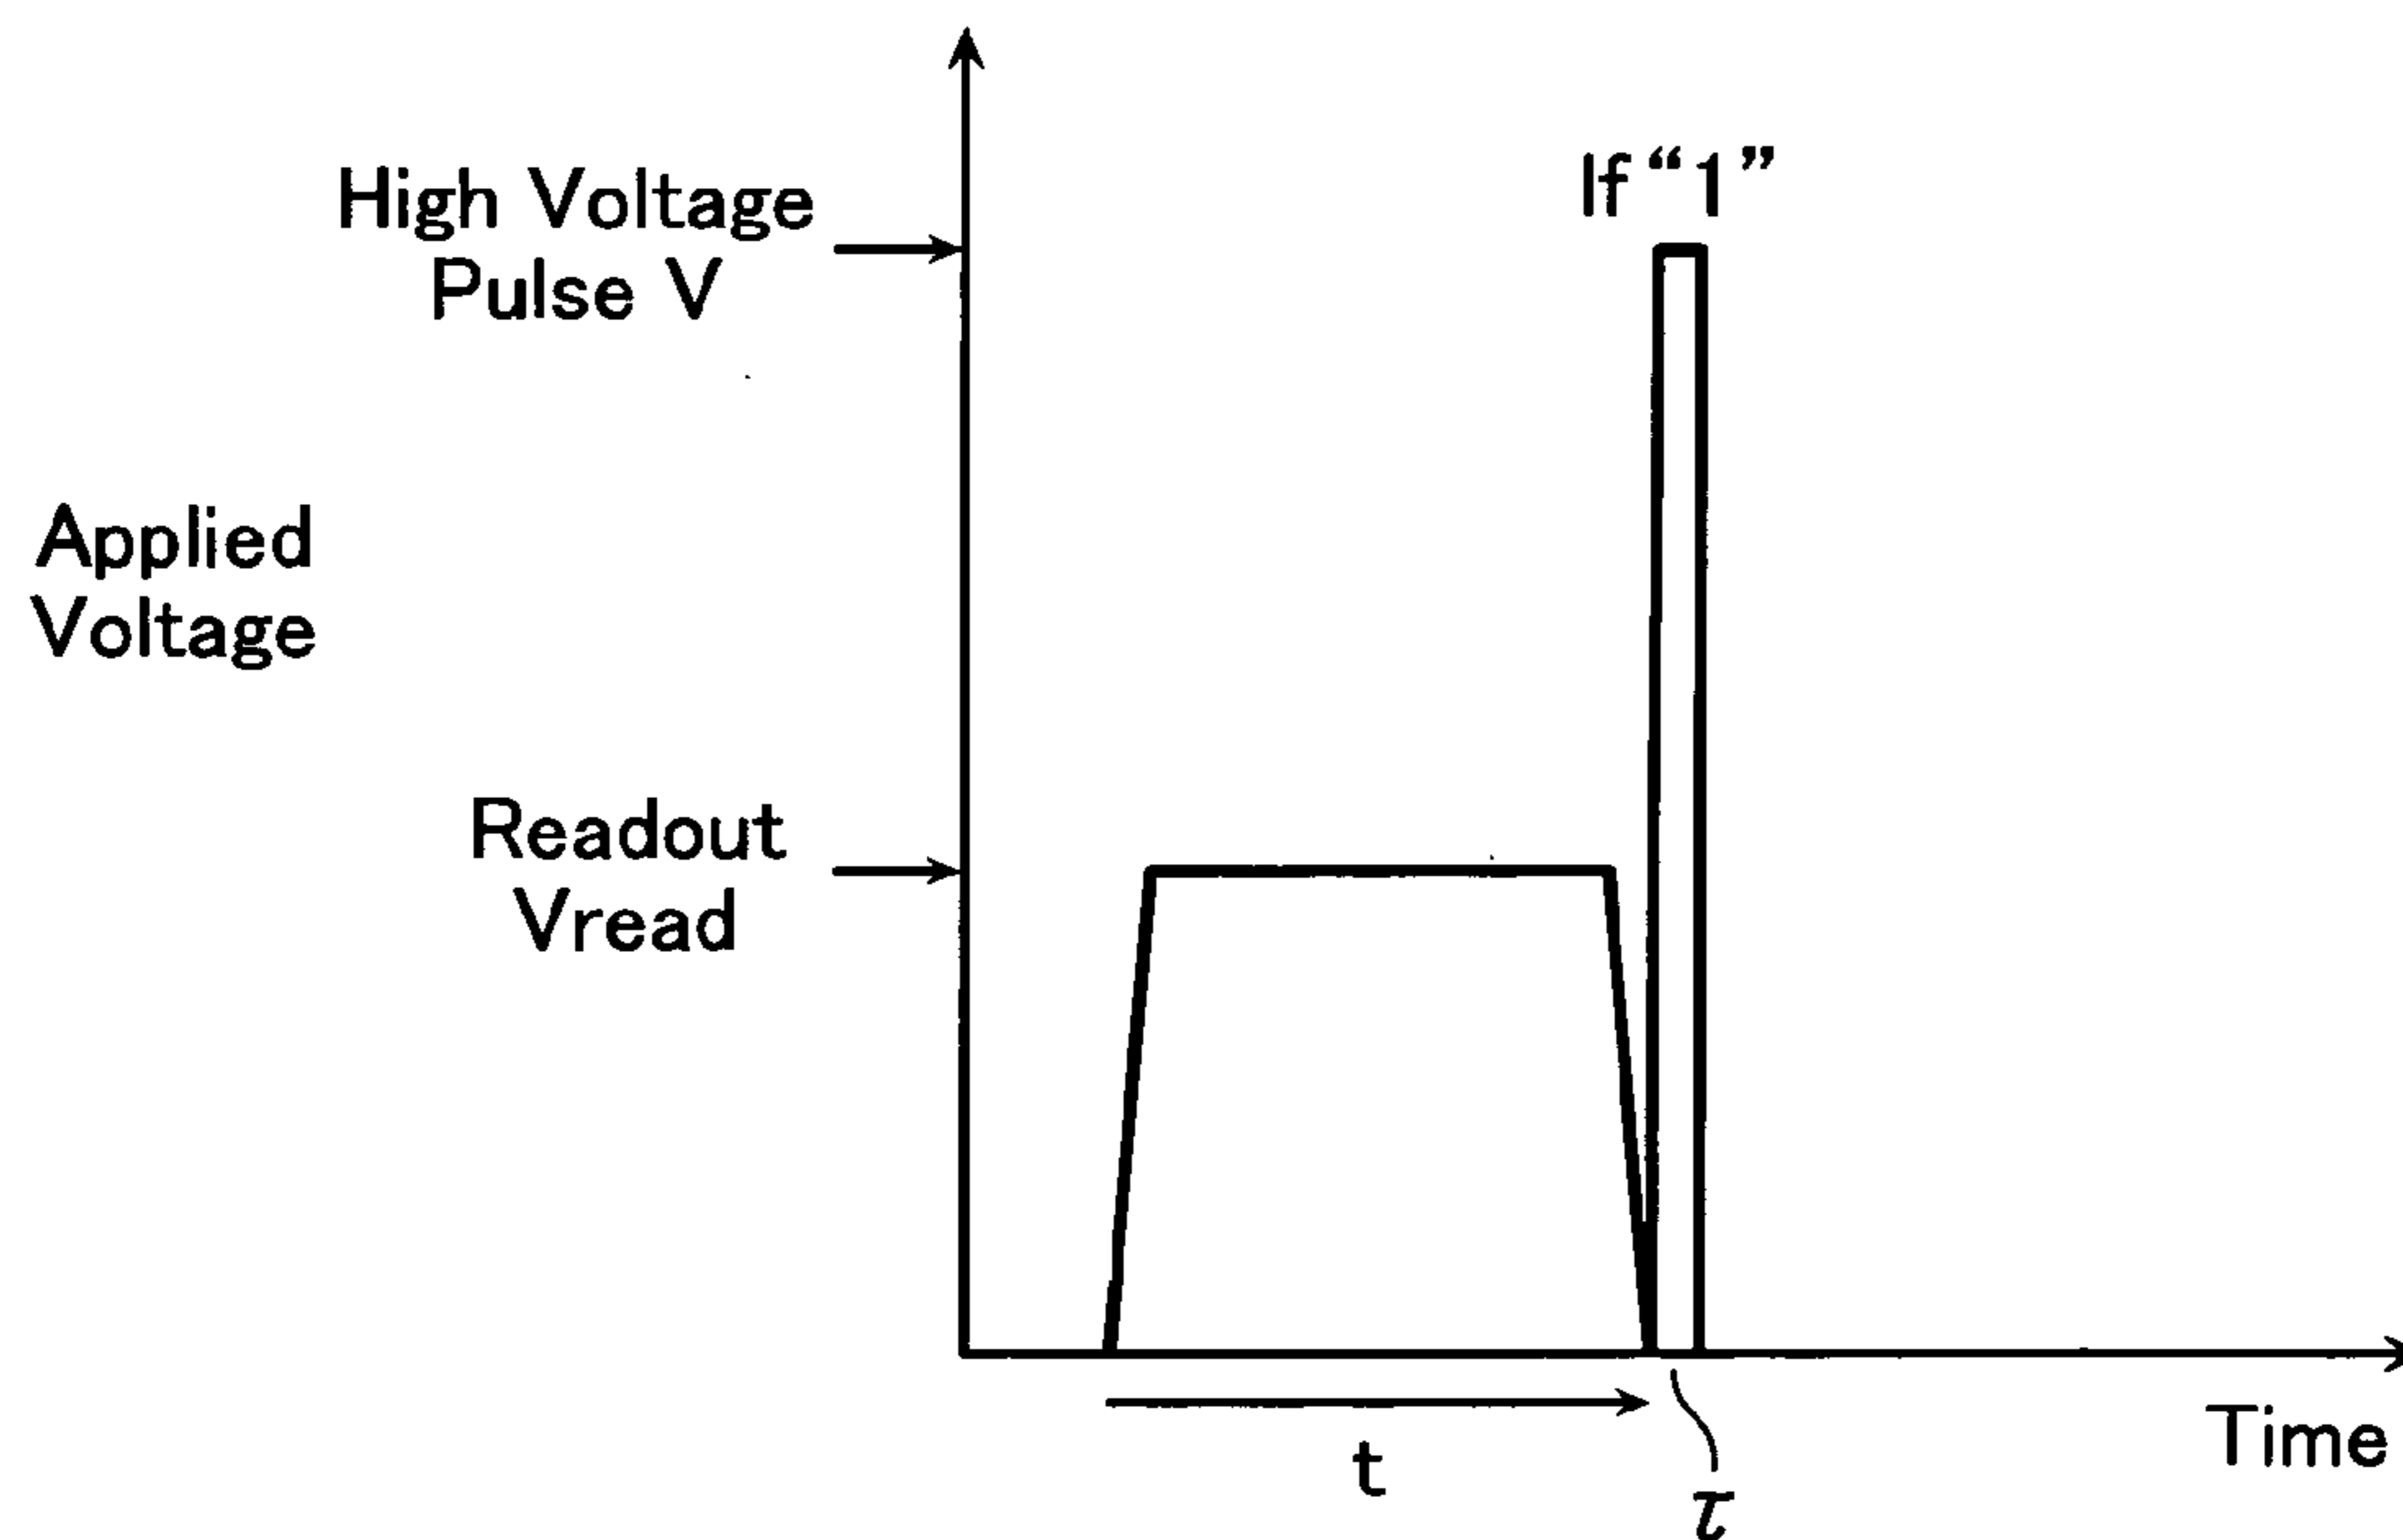 High Voltage
Pulse V
If “1”
Applied
Voltage
Readout
Vread
Time
t
τ